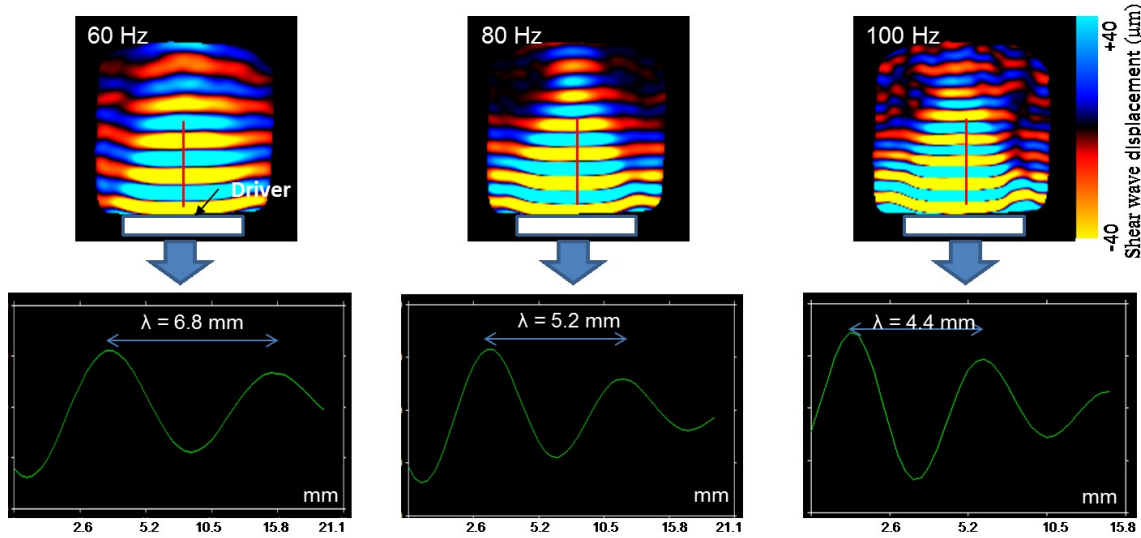 60 Hz
80 Hz
100 Hz
+40
-40
Shear wave displacement (µm)
Driver
λ = 6.8 mm
λ = 5.2 mm
λ = 4.4 mm
mm
mm
mm
2.6 5.2 10.5 15.8 21.1
2.6 5.2 10.5 15.8 21.1
2.6 5.2 10.5 15.8